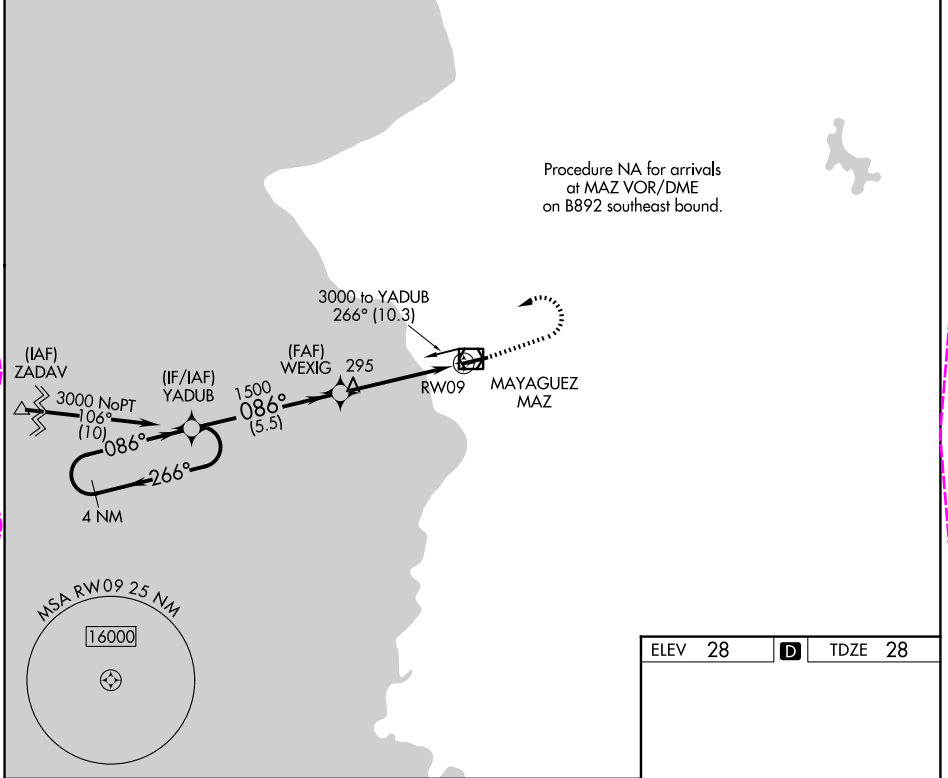 Procedure NA for arrivals
at MAZ VOR/DME
on B892 southeast bound.
3000 to YADUB
266° (10.3)
(IAF)
ZADAV
3000 NoPT
106°
(10)
(IF/IAF)
YADUB
086°
266°
4 NM
1500
086°
(5.5)
(FAF)
WEXIG
295
RW09
MAYAGUEZ
MAZ
MSA RW09 25 NM
16000
ELEV 28 D TDZE 28